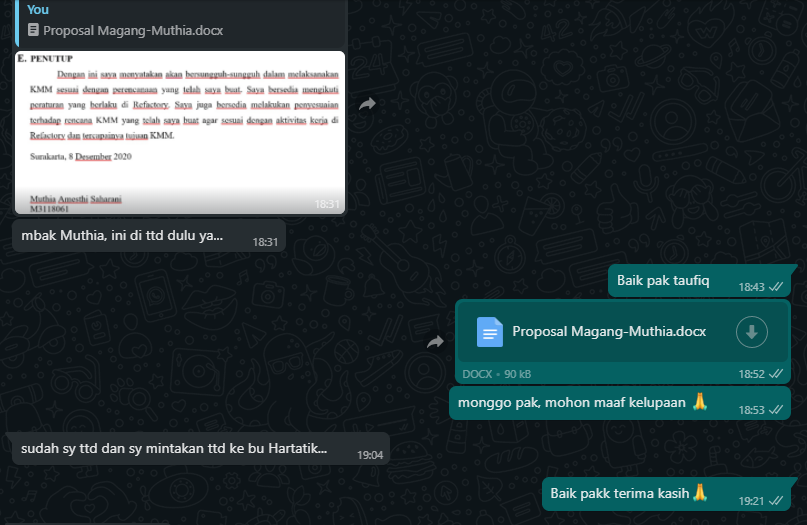 You
Proposal Magang-Muthia.docx
E. PENUTUP
Dengan ini saya menyatakan akan bersungguh-sungguh dalam melaksanakan
KMM sesuai dengan perencanaan yang telah saya buat. Saya bersedia mengikuti
peraturan yang berlaku di Refactory. Saya juga bersedia melakukan penyesuaian
terhadap rencana KMM yang telah saya buat agar sesuai dengan aktivitas kerja di
Refactory dan tercapainya tujuan KMM.
Surakarta, 8 Desember 2020
Muthia Amesthi Saharani
M3118061
18:31
mbak Muthia, ini di ttd dulu ya...
18:31
Baik pak taufiq
18:43
Proposal Magang-Muthia.docx
DOCX • 90 kB
18:52
monggo pak, mohon maaf kelupaan 🙏
18:53
sudah sy ttd dan sy mintakan ttd ke bu Hartatik...
19:04
Baik pakk terima kasih🙏
19:21